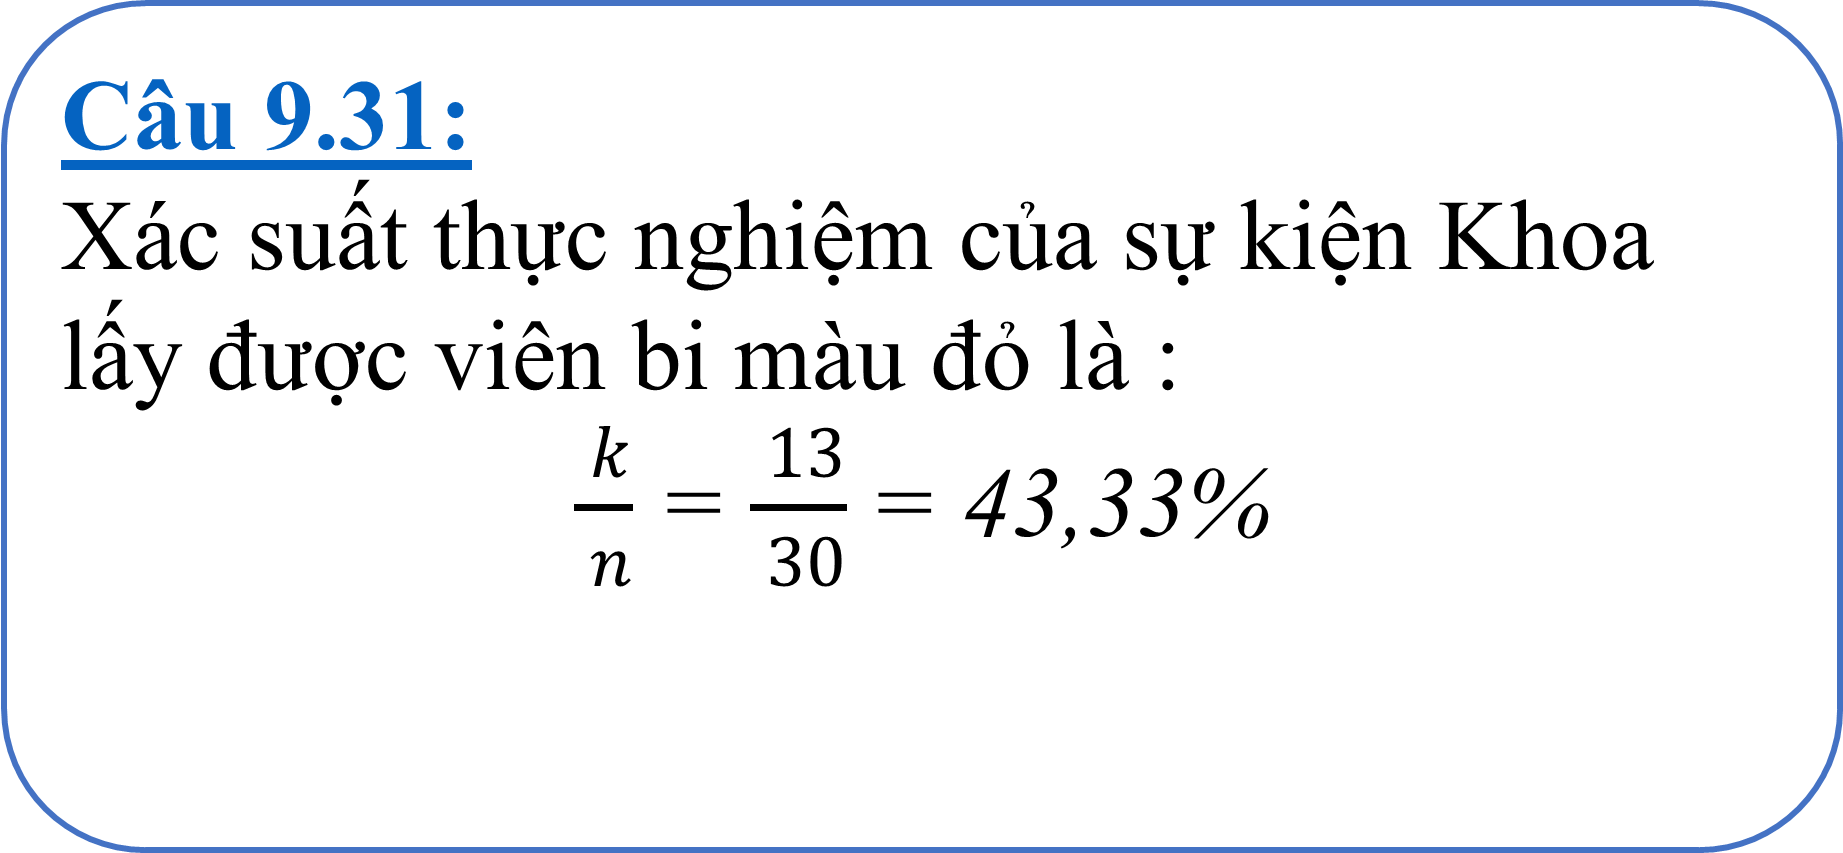 Câu 9.31:
Xác suất thực nghiệm của sự kiện Khoa
lấy được viên bi màu đỏ là :
k/n = 13/30 = 43,33%